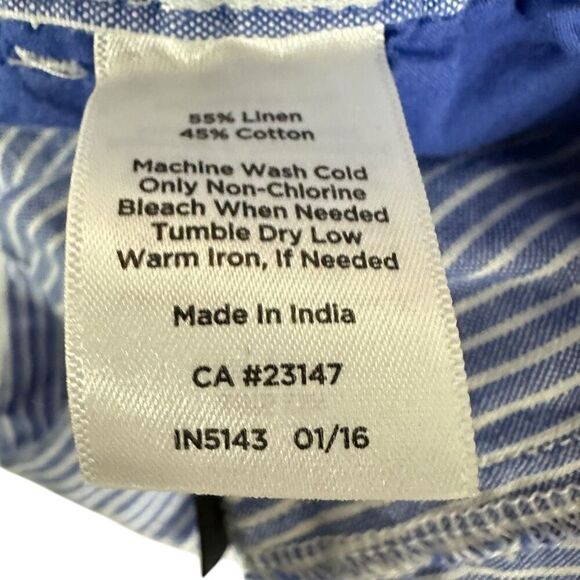 55% Linen
45% Cotton
Machine Wash Cold
Only Non-Chlorine
Bleach When Needed
Tumble Dry Low
Warm Iron, If Needed
Made In India
CA #23147
IN5143 01/16